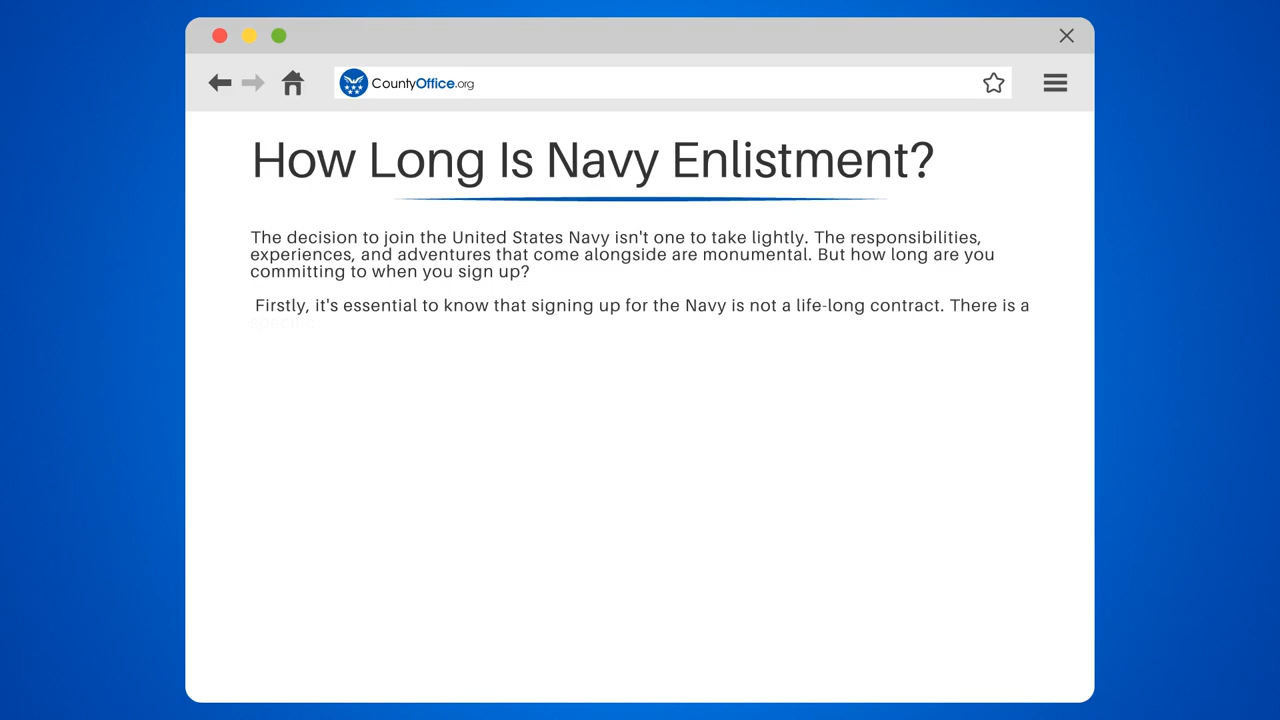 CountyOffice.org
How Long Is Navy Enlistment?
The decision to join the United States Navy isn't one to take lightly. The responsibilities,
experiences, and adventures that come alongside are monumental. But how long are you
committing to when you sign up?
Firstly, it's essential to know that signing up for the Navy is not a life-long contract. There is a